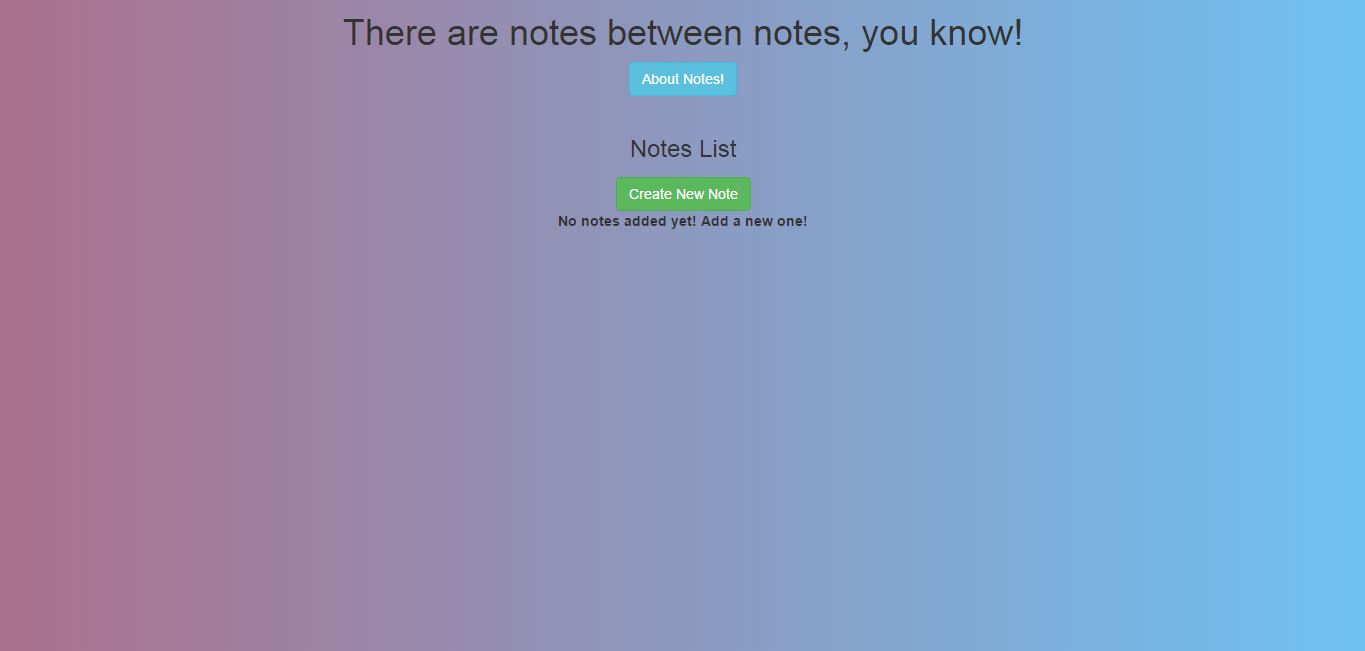 There are notes between notes, you know!
About Notes!
Notes List
Create New Note
No notes added yet! Add a new one!